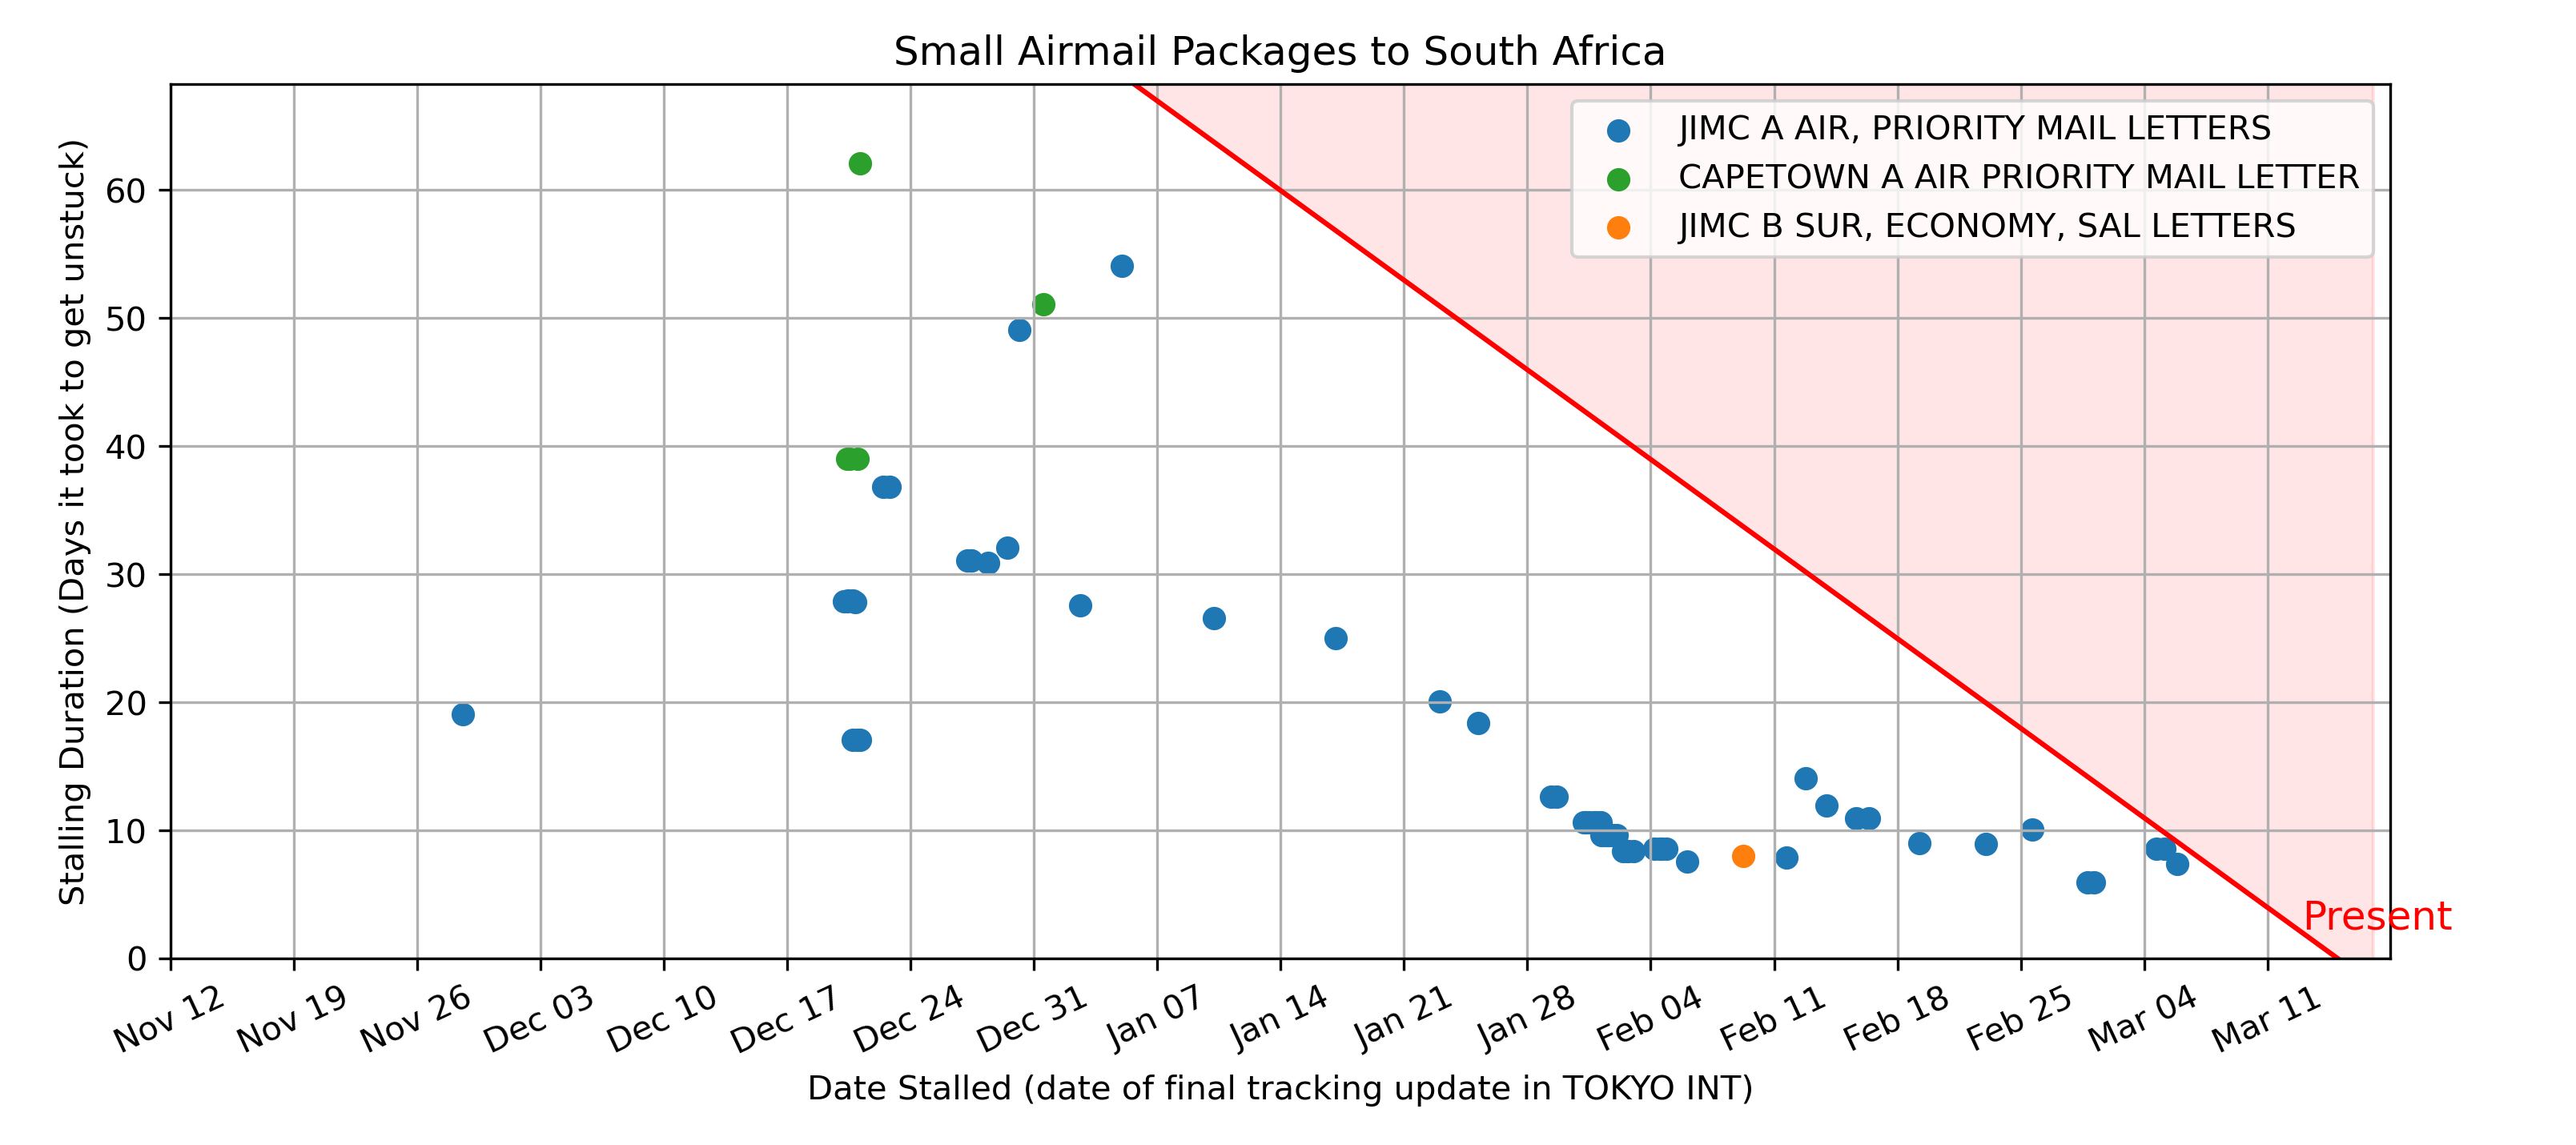 Small Airmail Packages to South Africa
JIMC A AIR, PRIORITY MAIL LETTERS
CAPETOWN A AIR PRIORITY MAIL LETTER
JIMC B SUR, ECONOMY, SAL LETTERS
Stalling Duration (Days it took to get unstuck)
60
50
40
30
20
10
0
Present
Nov 12
Nov 19
Nov 26
Dec 03
Dec 10
Dec 17
Dec 24
Dec 31
Jan 07
Jan 14
Jan 21
Jan 28
Feb 04
Feb 11
Feb 18
Feb 25
Mar 04
Mar 11
Date Stalled (date of final tracking update in TOKYO INT)